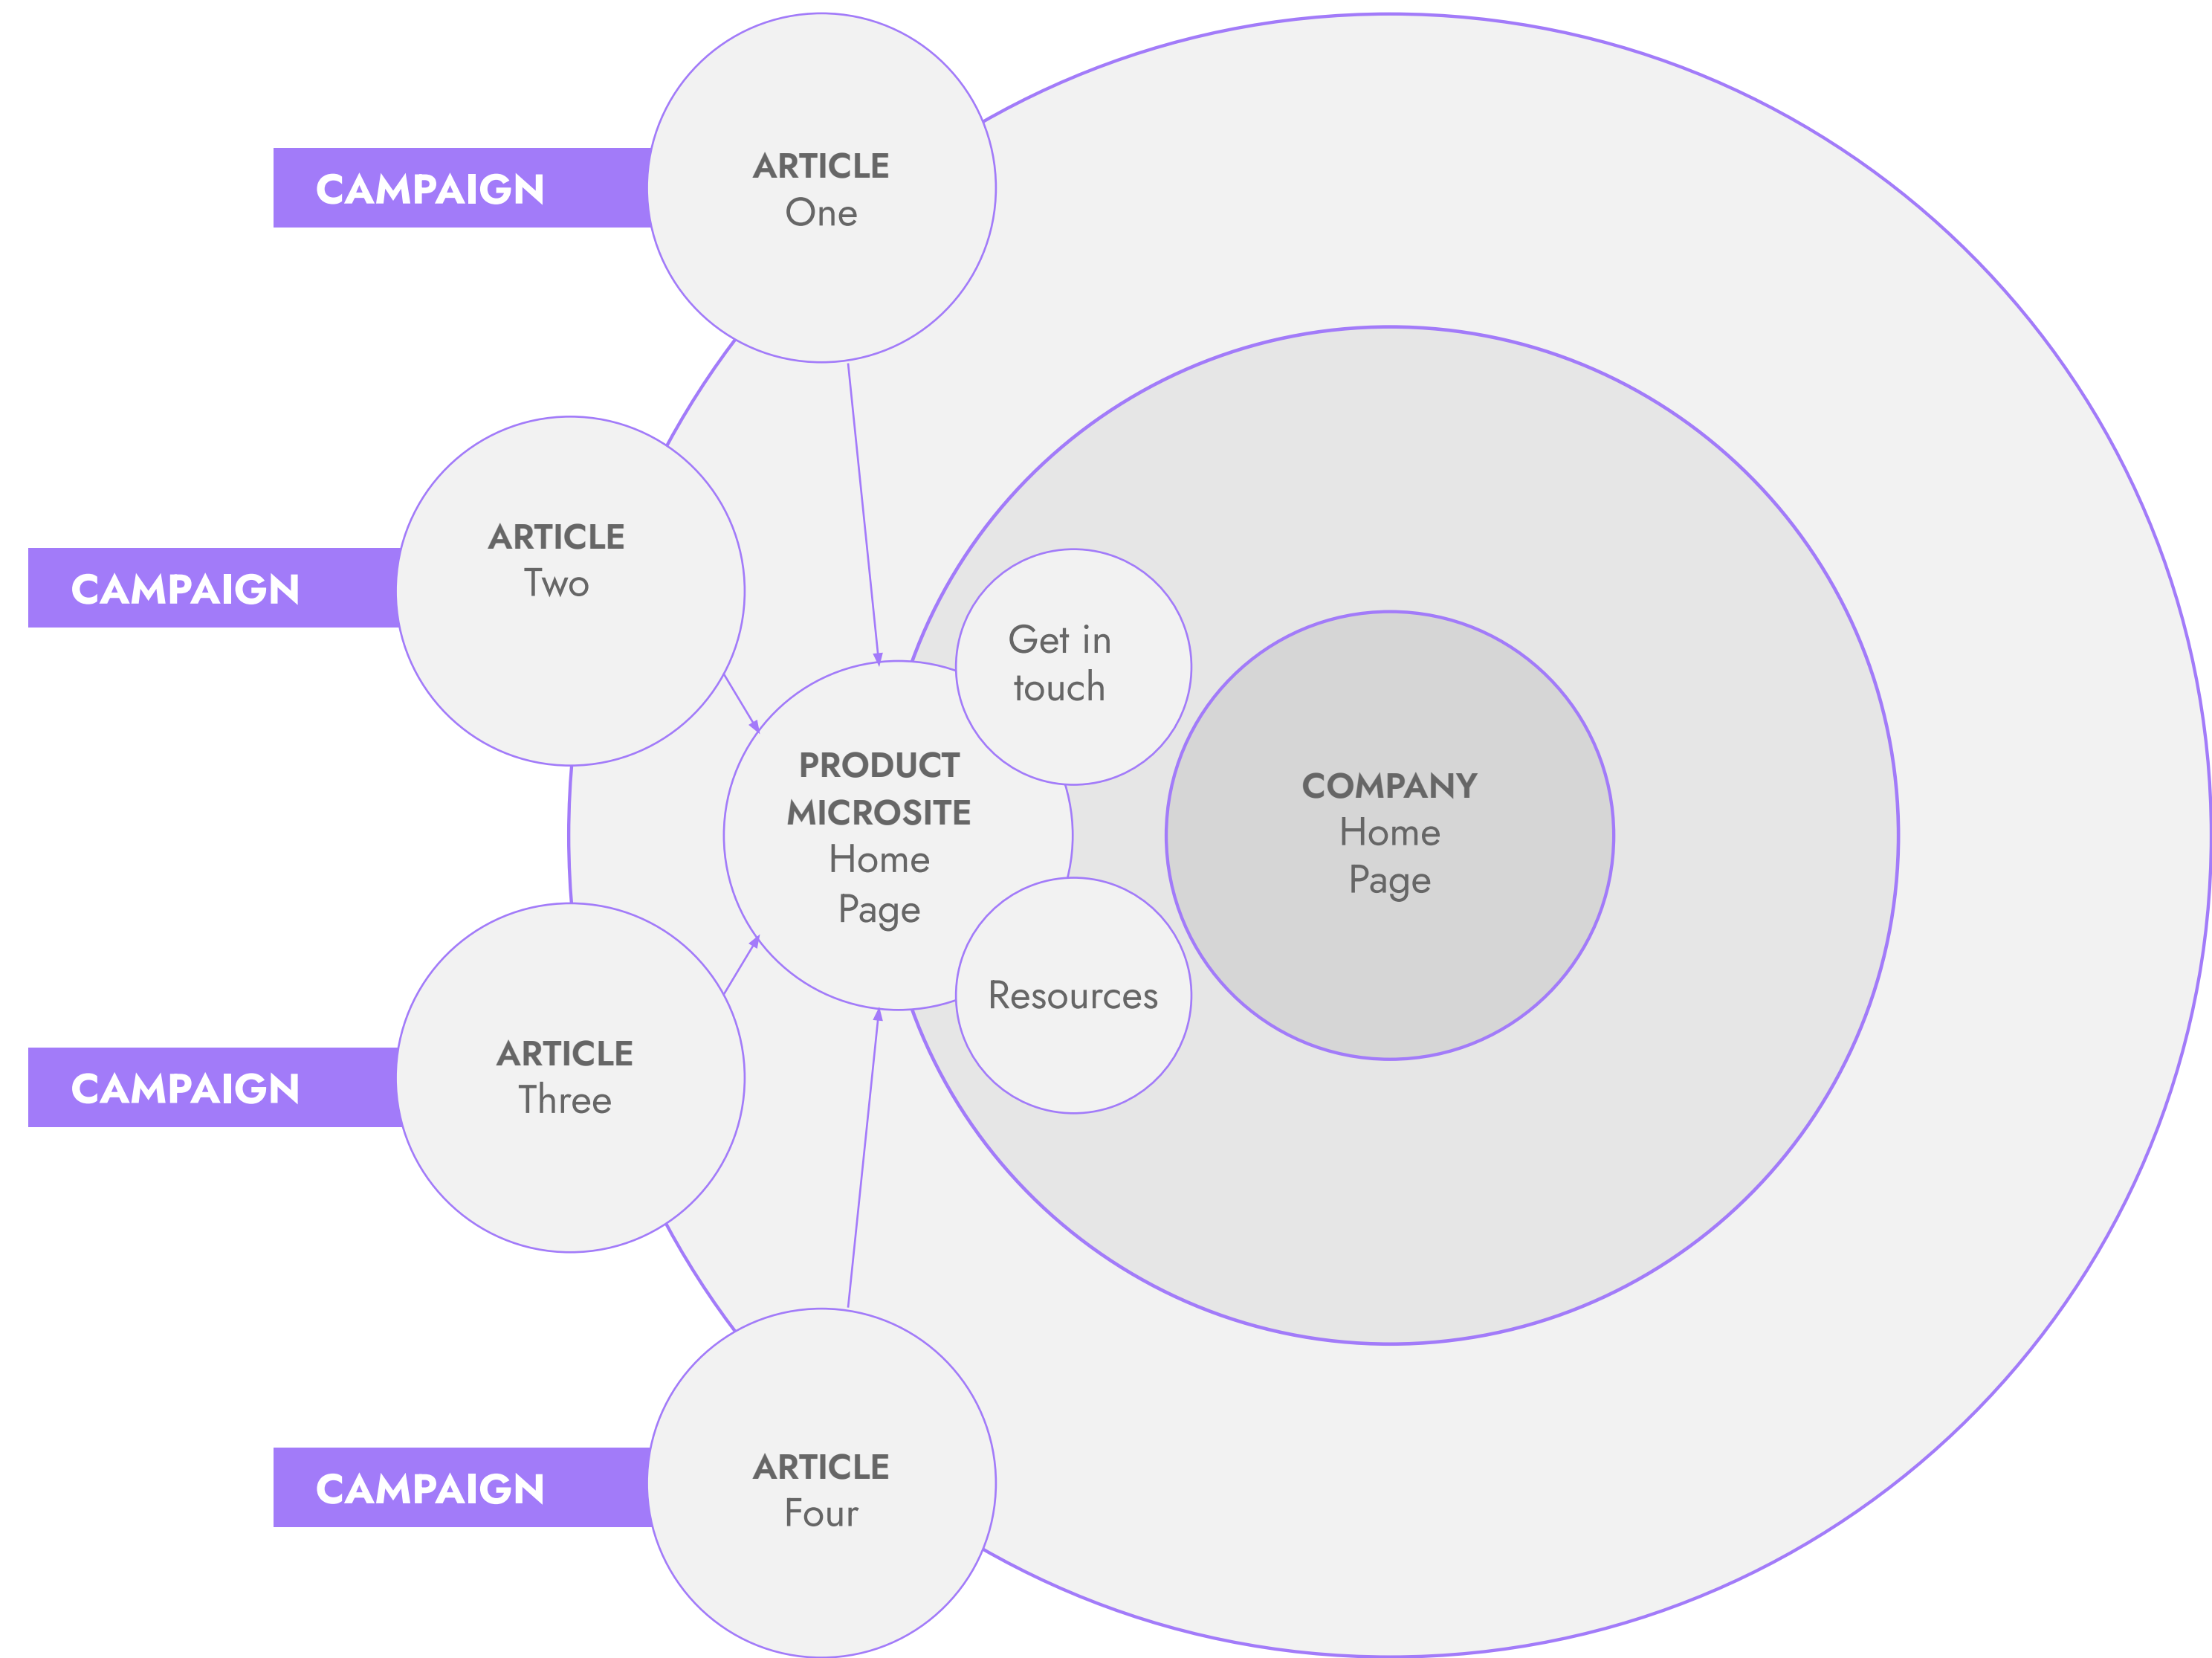 CAMPAIGN
ARTICLE
One
CAMPAIGN
ARTICLE
Two
Get in
touch
PRODUCT
MICROSITE
Home
Page
COMPANY
Home
Page
Resources
CAMPAIGN
ARTICLE
Three
CAMPAIGN
ARTICLE
Four